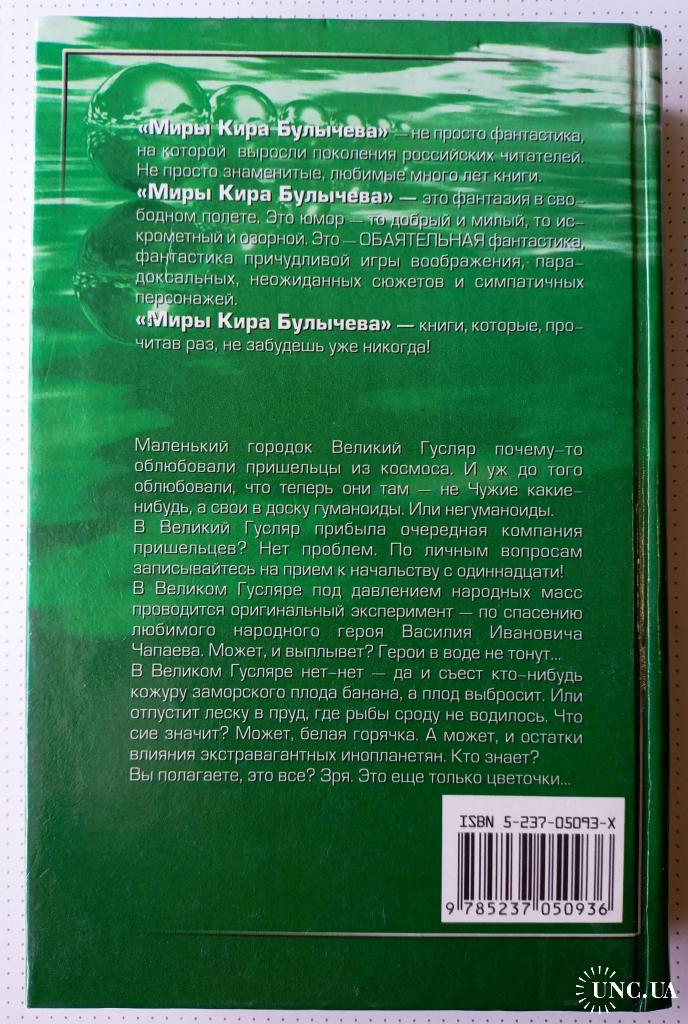 «Миры Кира Булычева» — не просто фантастика,
на которой выросли поколения российских читателей.
Не просто знаменитые, любимые много лет книги.
«Миры Кира Булычева» — это фантазия в сво-
бодном полете. Это юмор — то добрый и милый, то ис-
крометный и озорной. Это — ОБАЯТЕЛЬНАЯ фантастика,
фантастика причудливой игры воображения, пара-
доксальных, неожиданных сюжетов и симпатичных
персонажей.
«Миры Кира Булычева» — книги, которые, про-
читав раз, не забудешь уже никогда!
Маленький городок Великий Гусляр почему-то
облюбовали пришельцы из космоса. И уж до того
облюбовали, что теперь они там — не Чужие какие-
нибудь, а свои в доску гуманоиды. Или негуманоиды.
В Великий Гусляр прибыла очередная компания
пришельцев? Нет проблем. По личным вопросам
записывайтесь на прием к начальству с одиннадцати!
В Великом Гусляре под давлением народных масс
проводится оригинальный эксперимент — по спасению
любимого народного героя Василия Ивановича
Чапаева. Может, и выплывет? Герои в воде не тонут...
В Великом Гусляре нет-нет — да и съест кто-нибудь
кожуру заморского плода банана, а плод выбросит. Или
отпустит леску в пруд, где рыбы сроду не водилось. Что
сие значит? Может, белая горячка. А может, и остатки
влияния экстравагантных инопланетян. Кто знает?
Вы полагаете, это все? Зря. Это еще только цветочки...
ISBN 5-237-05093-X
9 785237 050936
UNC.UA